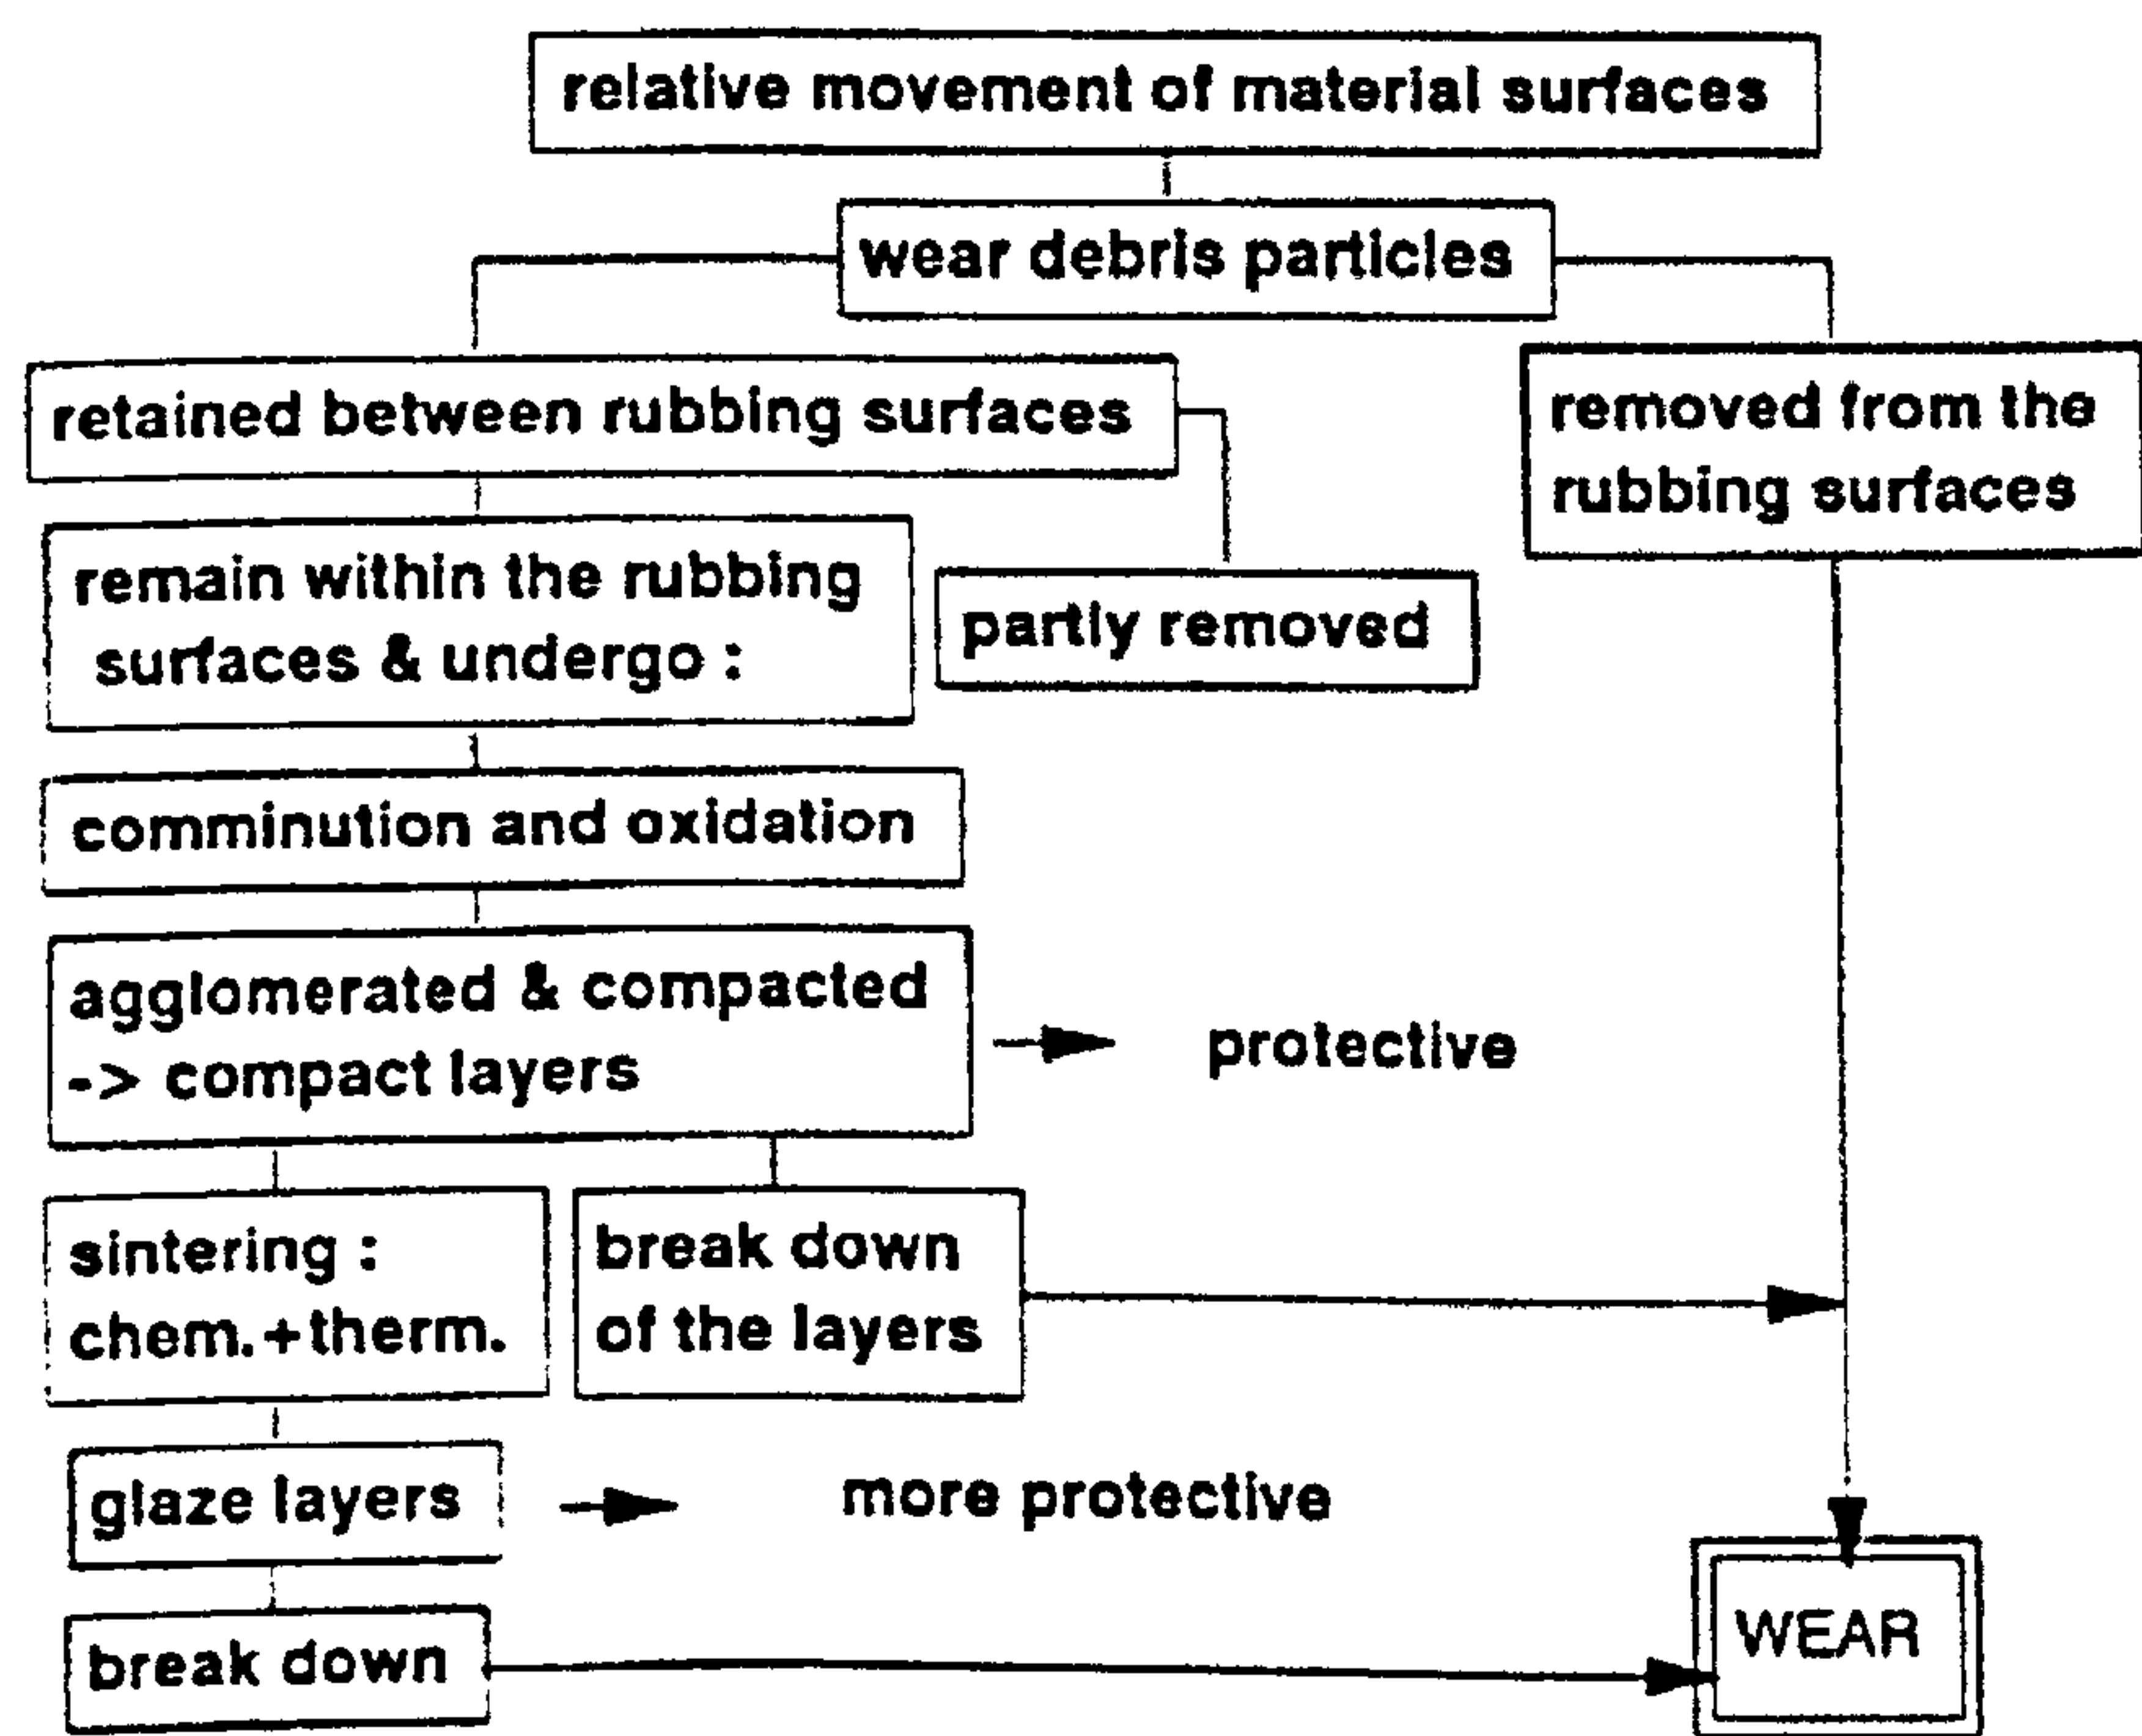 relative movement of material surfaces
wear debris particles
retained between rubbing surfaces
removed from the
rubbing surfaces
remain within the rubbing
surfaces & undergo :
partly removed
comminution and oxidation
agglomerated & compacted
-> compact layers
protective
sintering :
chem.+therm.
break down
of the layers
glaze layers
more protective
break down
WEAR